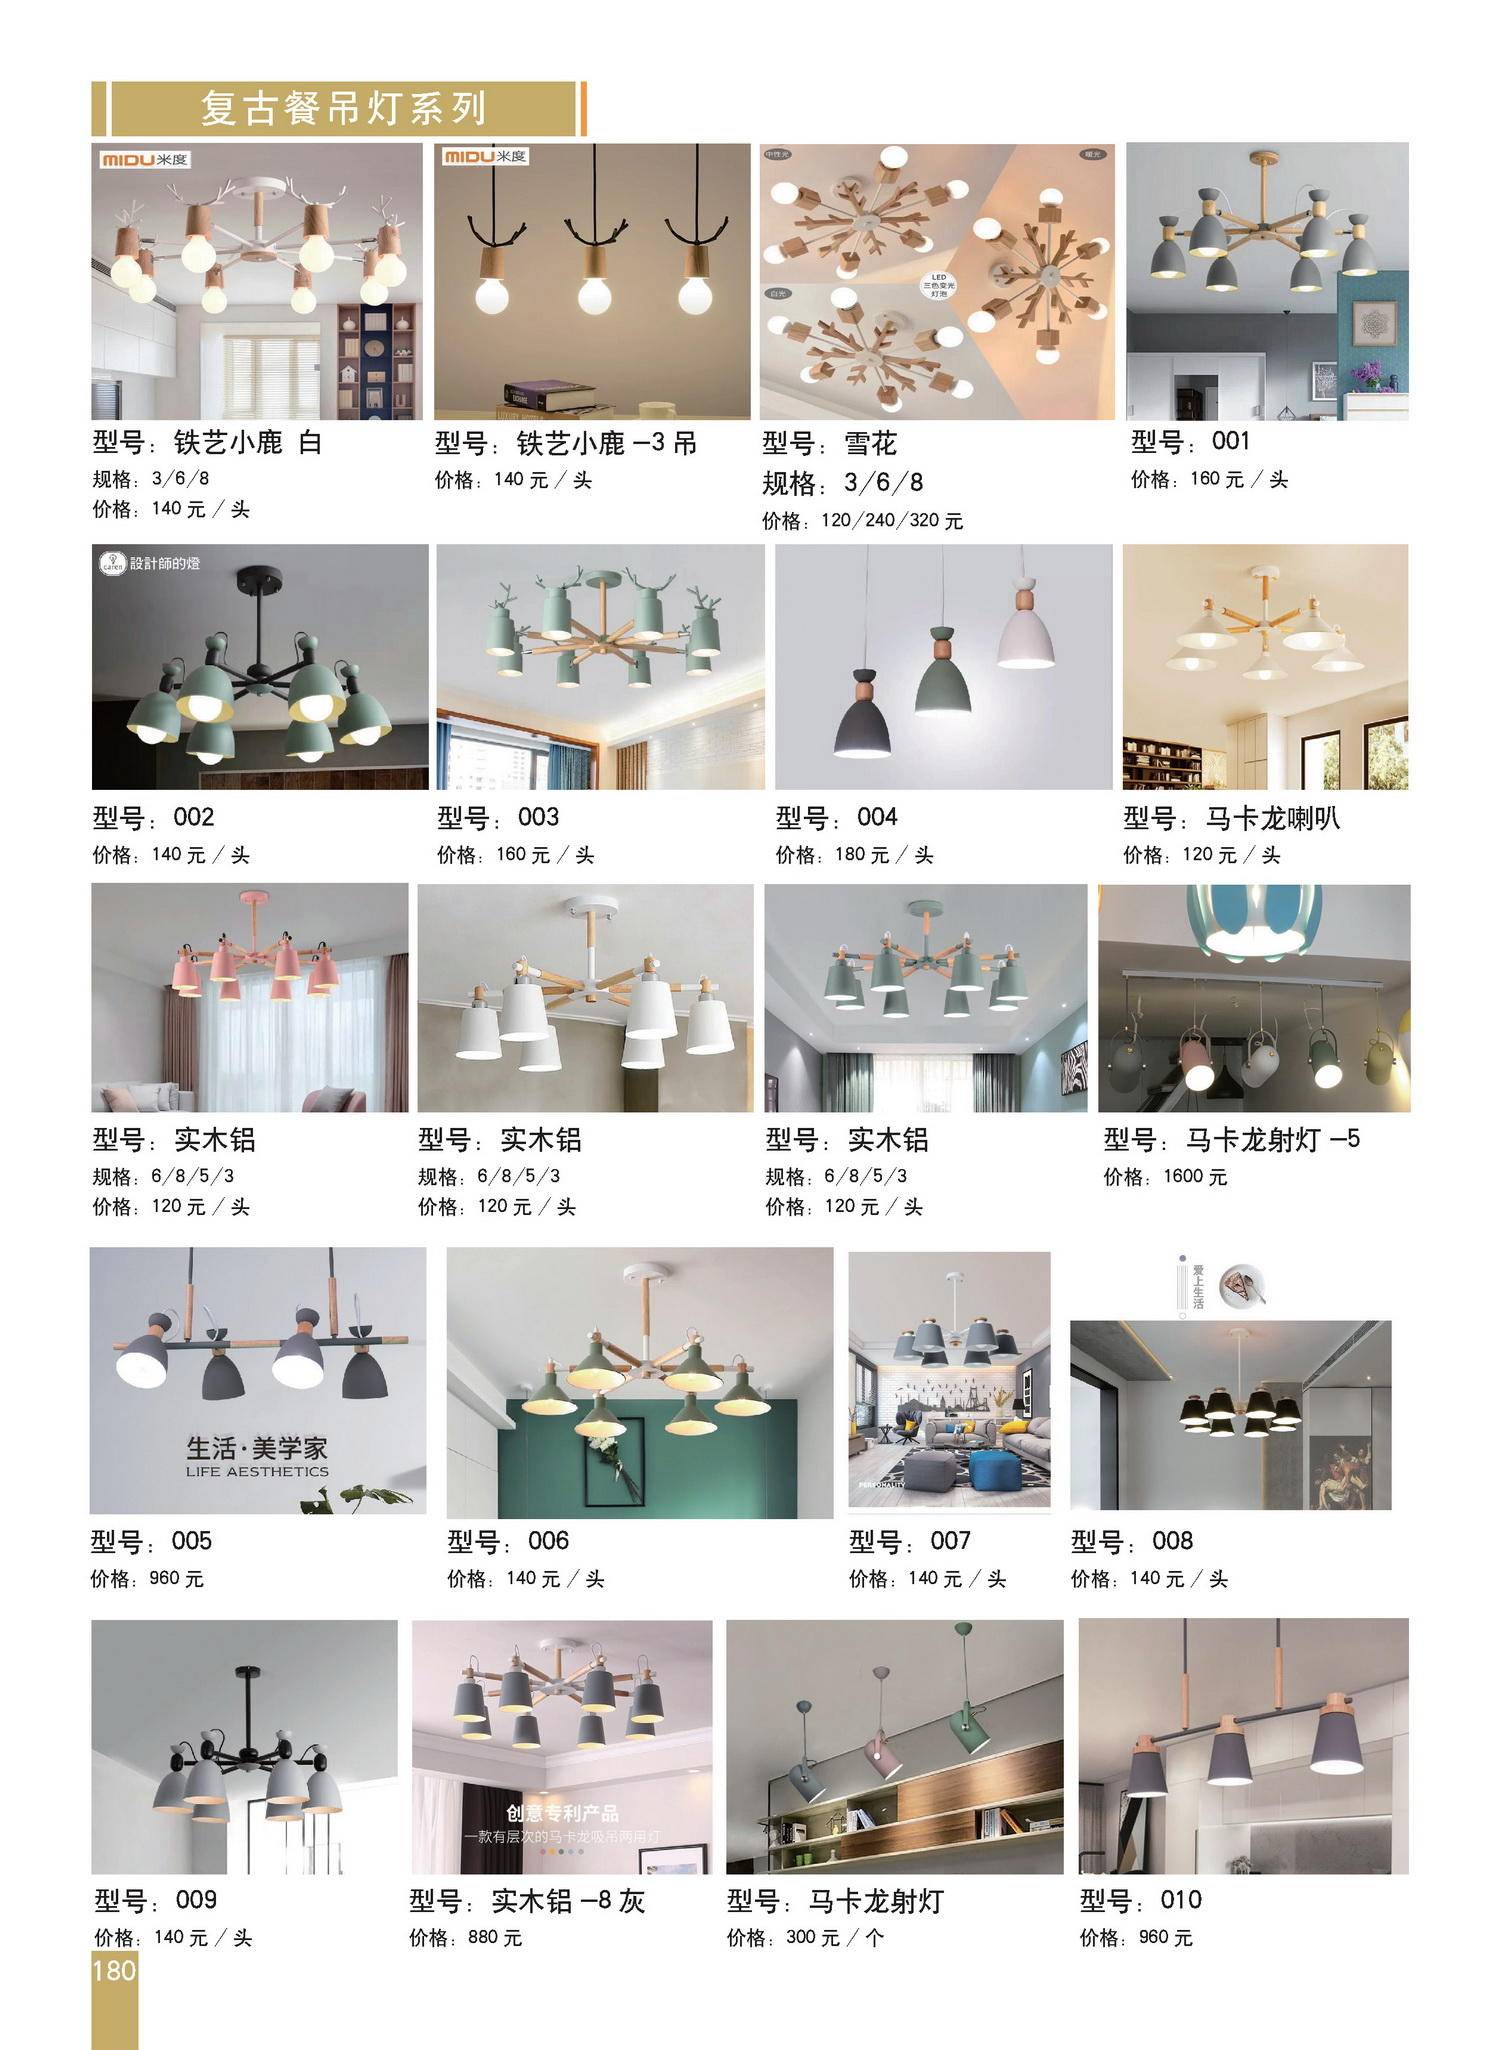 复古餐吊灯系列
MIDU米度
MIDU米度
中性光
暖光
白光
LED
三色变光
灯泡
型号：铁艺小鹿 白
规格：3/6/8
价格：140 元 / 头
型号：铁艺小鹿 -3 吊
价格：140 元 / 头
型号：雪花
规格：3/6/8
价格：120/240/320 元
型号：001
价格：160 元 / 头
caren 設計師的燈
型号：002
价格：140 元 / 头
型号：003
价格：160 元 / 头
型号：004
价格：180 元 / 头
型号：马卡龙喇叭
价格：120 元 / 头
型号：实木铝
规格：6/8/5/3
价格：120 元 / 头
型号：实木铝
规格：6/8/5/3
价格：120 元 / 头
型号：实木铝
规格：6/8/5/3
价格：120 元 / 头
型号：马卡龙射灯 -5
价格：1600 元
生活·美学家
LIFE AESTHETICS
PERSONALITY
爱上生活
型号：005
价格：960 元
型号：006
价格：140 元 / 头
型号：007
价格：140 元 / 头
型号：008
价格：140 元 / 头
创意专利产品
一款有层次的马卡龙吸吊两用灯
型号：009
价格：140 元 / 头
型号：实木铝 -8 灰
价格：880 元
型号：马卡龙射灯
价格：300 元 / 个
型号：010
价格：960 元
180